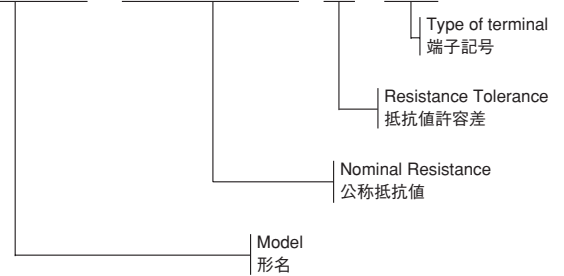 Type of terminal
端子記号
Resistance Tolerance
抵抗値許容差
Nominal Resistance
公称抵抗値
Model
形名